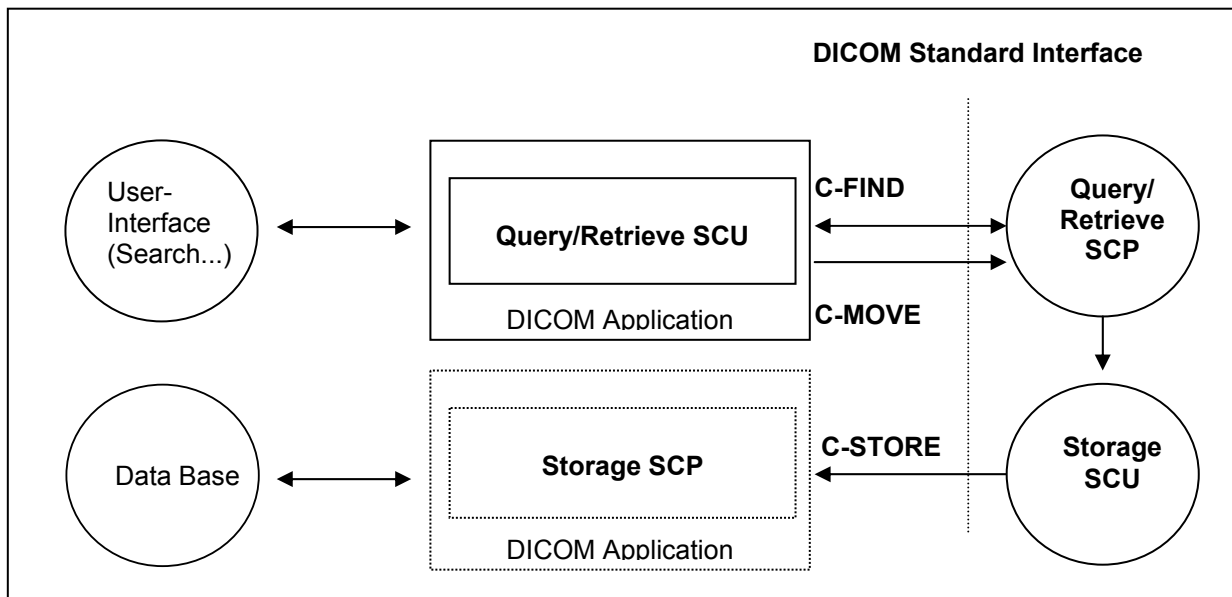 DICOM Standard Interface
User-
Interface
(Search...)
Query/Retrieve SCU
DICOM Application
C-FIND
C-MOVE
Query/
Retrieve
SCP
Data Base
Storage SCP
DICOM Application
C-STORE
Storage
SCU